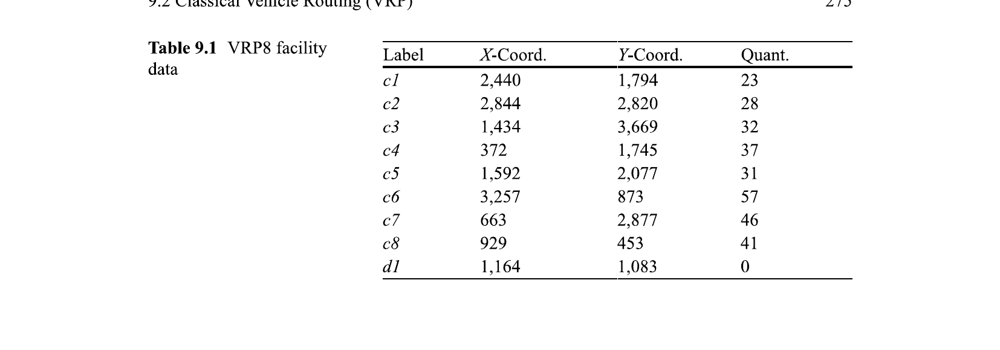 9.2 Classical Vehicle Routing (VRP) 275
Table 9.1 VRP8 facility
data
Label X-Coord. Y-Coord. Quant.
c1 2,440 1,794 23
c2 2,844 2,820 28
c3 1,434 3,669 32
c4 372 1,745 37
c5 1,592 2,077 31
c6 3,257 873 57
c7 663 2,877 46
c8 929 453 41
d1 1,164 1,083 0